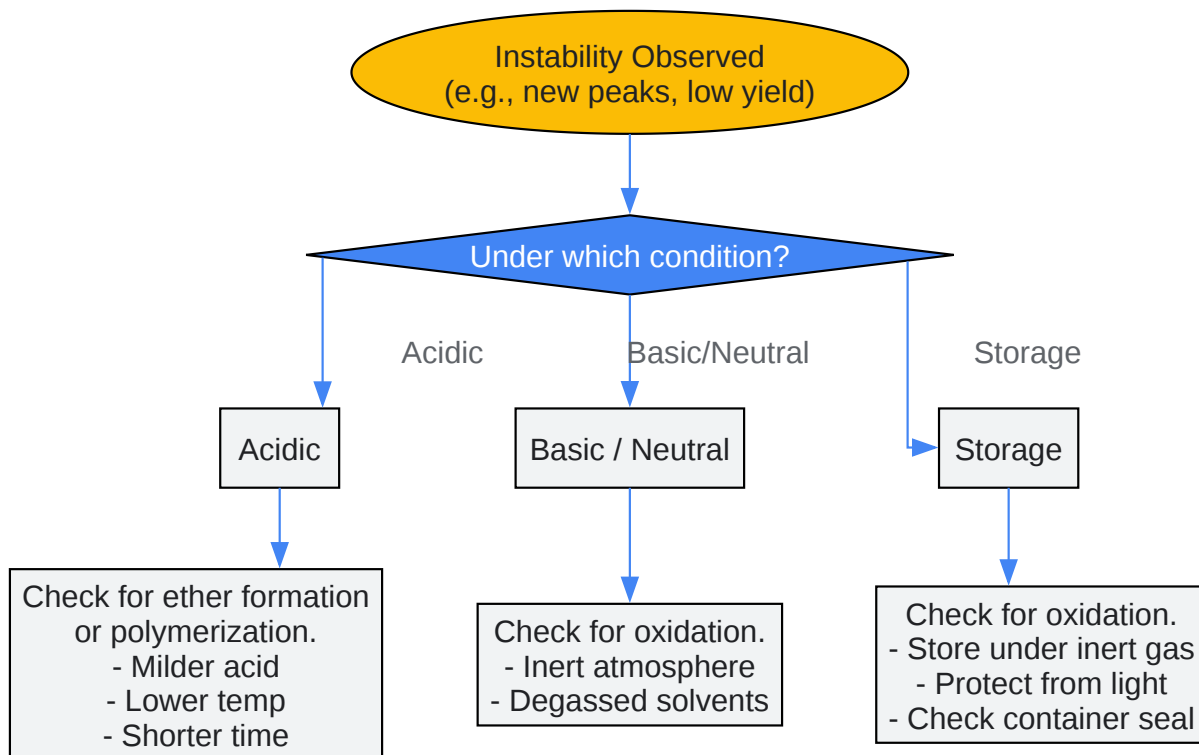 Instability Observed
(e.g., new peaks, low yield)
Under which condition?
Acidic
Basic/Neutral
Storage
Acidic
Basic / Neutral
Storage
Check for ether formation
or polymerization.
- Milder acid
- Lower temp
- Shorter time
Check for oxidation.
- Inert atmosphere
- Degassed solvents
Check for oxidation.
- Store under inert gas
- Protect from light
- Check container seal